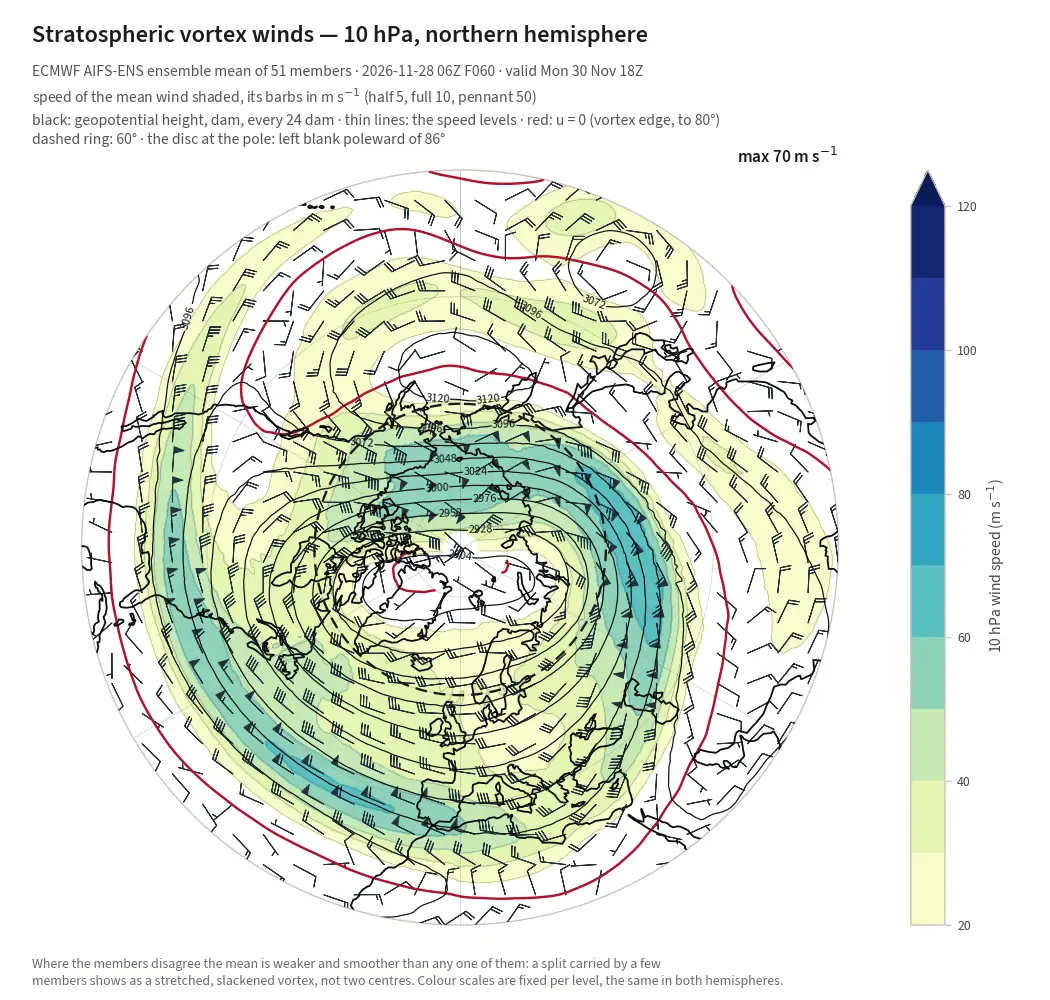 Stratospheric vortex winds — 10 hPa, northern hemisphere
ECMWF AIFS-ENS ensemble mean of 51 members · 2026-11-28 06Z F060 · valid Mon 30 Nov 18Z
speed of the mean wind shaded, its barbs in m s⁻¹ (half 5, full 10, pennant 50)
black: geopotential height, dam, every 24 dam · thin lines: the speed levels · red: u = 0 (vortex edge, to 80°)
dashed ring: 60° · the disc at the pole: left blank poleward of 86°
max 70 m s⁻¹
120
100
80
60
40
20
10 hPa wind speed (m s⁻¹)
3096
3072
3096
3120
3120
3096
3096
3072
3048
3024
3000
2976
2952
2928
2904
Where the members disagree the mean is weaker and smoother than any one of them: a split carried by a few
members shows as a stretched, slackened vortex, not two centres. Colour scales are fixed per level, the same in both hemispheres.